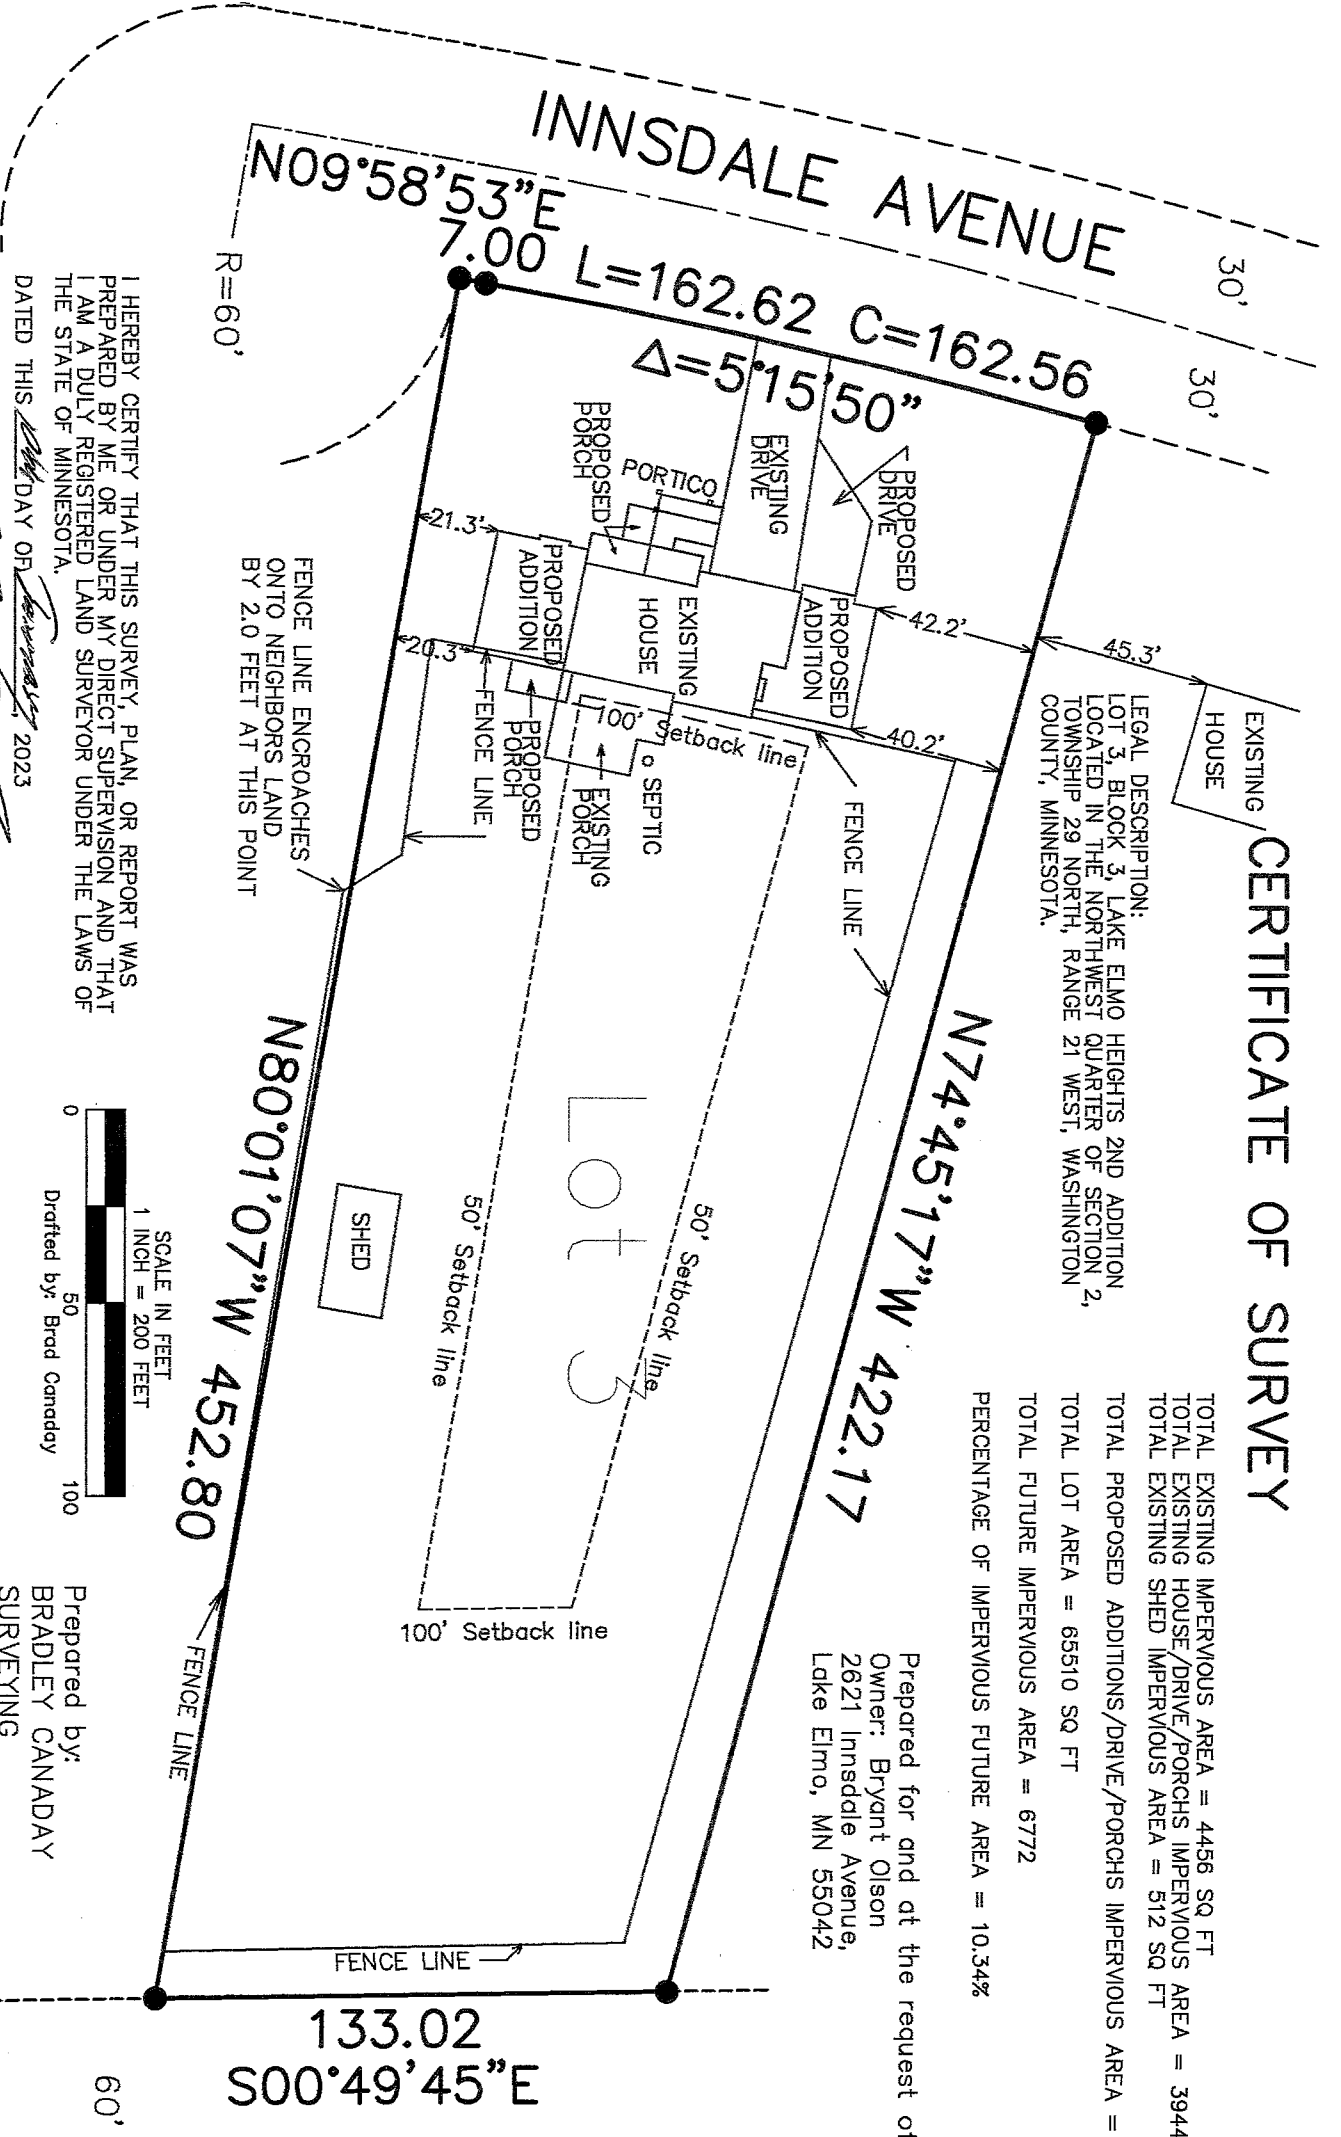 CERTIFICATE OF SURVEY
TOTAL EXISTING IMPERVIOUS AREA = 4456 SQ FT
TOTAL EXISTING HOUSE/DRIVE/PORCHS IMPERVIOUS AREA = 3944
TOTAL EXISTING SHED IMPERVIOUS AREA = 512 SQ FT
TOTAL PROPOSED ADDITIONS/DRIVE/PORCHS IMPERVIOUS AREA =
TOTAL LOT AREA = 65510 SQ FT
TOTAL FUTURE IMPERVIOUS AREA = 6772
PERCENTAGE OF IMPERVIOUS FUTURE AREA = 10.34%
LEGAL DESCRIPTION:
LOT 3, BLOCK 3, LAKE ELMO HEIGHTS 2ND ADDITION
LOCATED IN THE NORTHWEST QUARTER OF SECTION 2,
TOWNSHIP 29 NORTH, RANGE 21 WEST, WASHINGTON
COUNTY, MINNESOTA.
Prepared for and at the request of
Owner: Bryant Olson
2621 Innsdale Avenue,
Lake Elmo, MN 55042
INNSDALE AVENUE
30'
30'
N09°58'53"E
7.00
L=162.62 C=162.56
Δ=5°15'50"
R=60'
EXISTING
HOUSE
45.3'
42.2'
40.2'
PROPOSED
DRIVE
EXISTING
DRIVE
PORTICO
PROPOSED
PORCH
PROPOSED
ADDITION
EXISTING
HOUSE
PROPOSED
ADDITION
21.3'
20.3'
FENCE LINE
PROPOSED
PORCH
EXISTING
PORCH
SEPTIC
100' Setback line
FENCE LINE
N74°45'17"W 422.17
50' Setback line
Lot 3
50' Setback line
SHED
100' Setback line
FENCE LINE ENCROACHES
ONTO NEIGHBORS LAND
BY 2.0 FEET AT THIS POINT
N80°01'07"W 452.80
FENCE LINE
FENCE LINE
133.02
S00°49'45"E
60'
I HEREBY CERTIFY THAT THIS SURVEY, PLAN, OR REPORT WAS
PREPARED BY ME OR UNDER MY DIRECT SUPERVISION AND THAT
I AM A DULY REGISTERED LAND SURVEYOR UNDER THE LAWS OF
THE STATE OF MINNESOTA.
DATED THIS DAY OF , 2023
SCALE IN FEET
1 INCH = 200 FEET
0 50 100
Drafted by: Brad Canaday
Prepared by:
BRADLEY CANADAY
SURVEYING